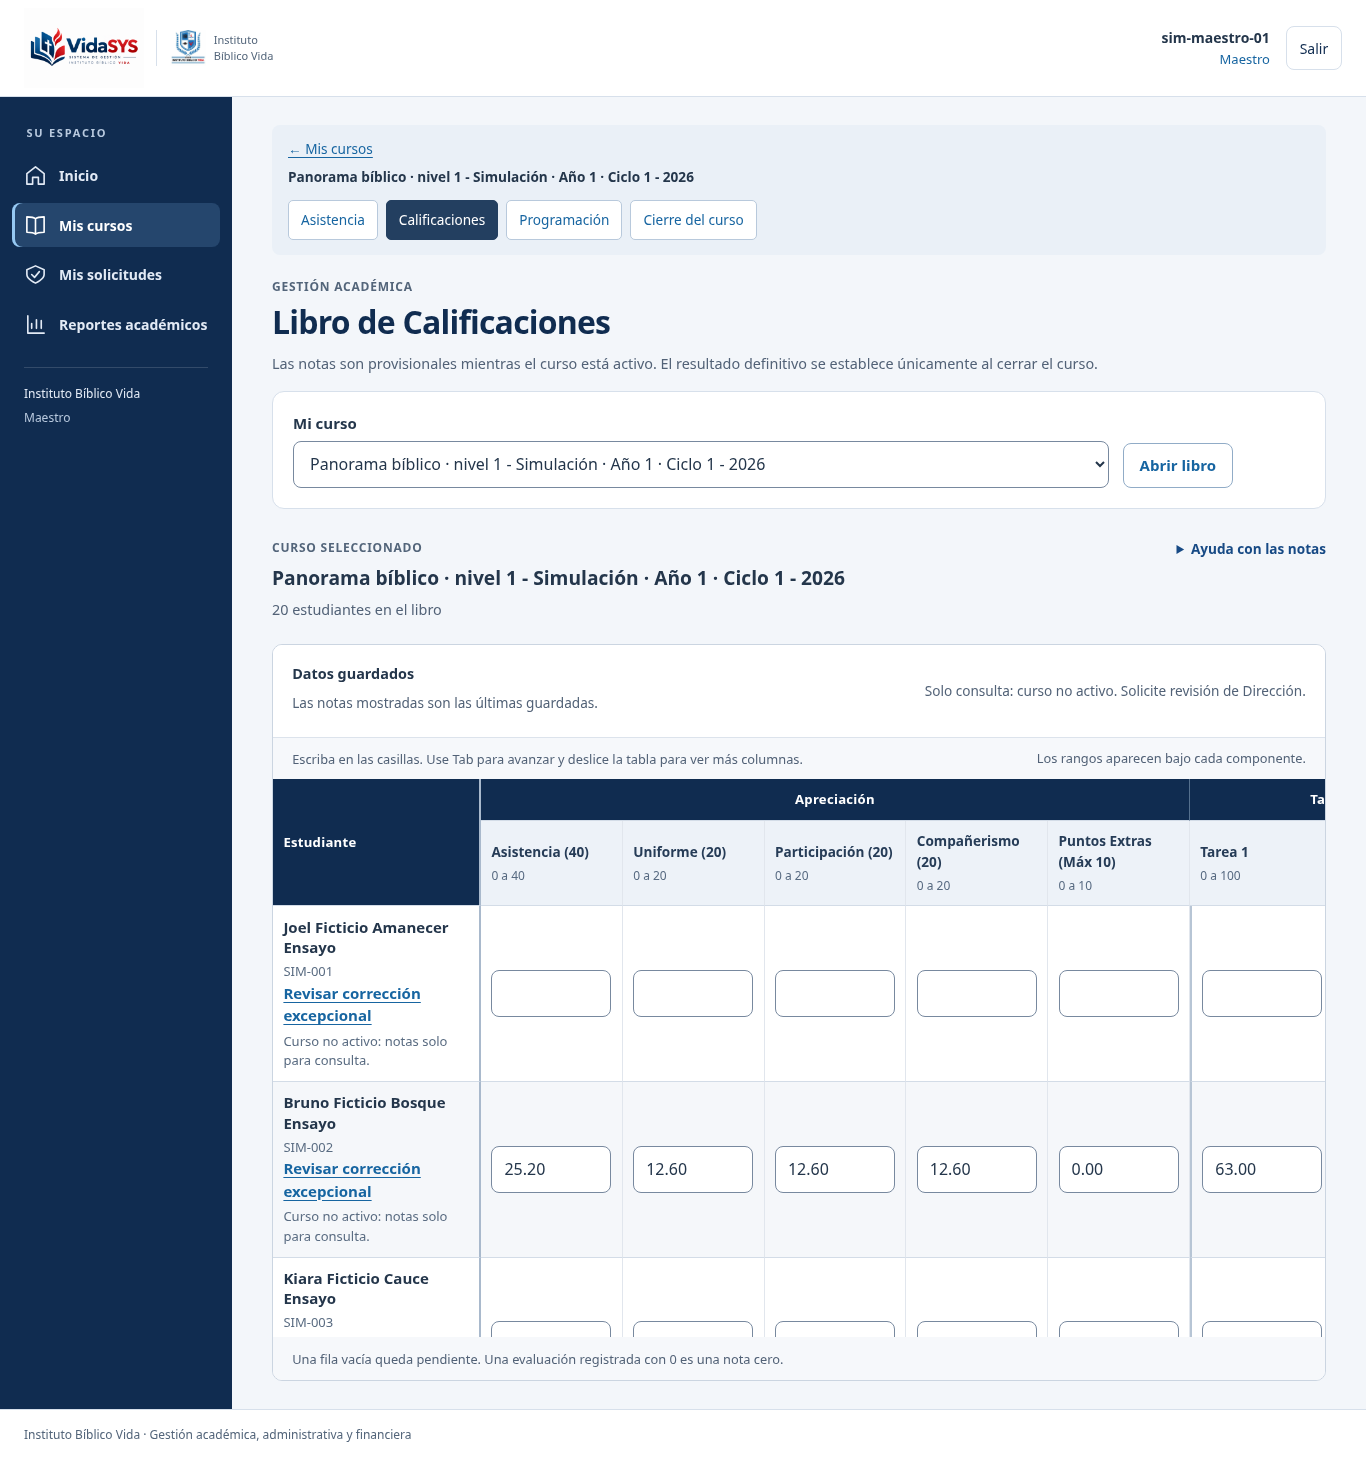 VidaSYS
SISTEMA DE GESTIÓN
INSTITUTO BÍBLICO VIDA
Instituto
Bíblico Vida
sim-maestro-01
Maestro
Salir
SU ESPACIO
Inicio
Mis cursos
Mis solicitudes
Reportes académicos
Instituto Bíblico Vida
Maestro
← Mis cursos
Panorama bíblico · nivel 1 - Simulación · Año 1 · Ciclo 1 - 2026
Asistencia
Calificaciones
Programación
Cierre del curso
GESTIÓN ACADÉMICA
Libro de Calificaciones
Las notas son provisionales mientras el curso está activo. El resultado definitivo se establece únicamente al cerrar el curso.
Mi curso
Panorama bíblico · nivel 1 - Simulación · Año 1 · Ciclo 1 - 2026
Abrir libro
CURSO SELECCIONADO
Ayuda con las notas
Panorama bíblico · nivel 1 - Simulación · Año 1 · Ciclo 1 - 2026
20 estudiantes en el libro
Datos guardados
Las notas mostradas son las últimas guardadas.
Solo consulta: curso no activo. Solicite revisión de Dirección.
Escriba en las casillas. Use Tab para avanzar y deslice la tabla para ver más columnas.
Los rangos aparecen bajo cada componente.
Estudiante
Apreciación
Ta
Asistencia (40)
0 a 40
Uniforme (20)
0 a 20
Participación (20)
0 a 20
Compañerismo
(20)
0 a 20
Puntos Extras
(Máx 10)
0 a 10
Tarea 1
0 a 100
Joel Ficticio Amanecer
Ensayo
SIM-001
Revisar corrección
excepcional
Curso no activo: notas solo
para consulta.
Bruno Ficticio Bosque
Ensayo
SIM-002
Revisar corrección
excepcional
Curso no activo: notas solo
para consulta.
25.20
12.60
12.60
12.60
0.00
63.00
Kiara Ficticio Cauce
Ensayo
SIM-003
Una fila vacía queda pendiente. Una evaluación registrada con 0 es una nota cero.
Instituto Bíblico Vida · Gestión académica, administrativa y financiera